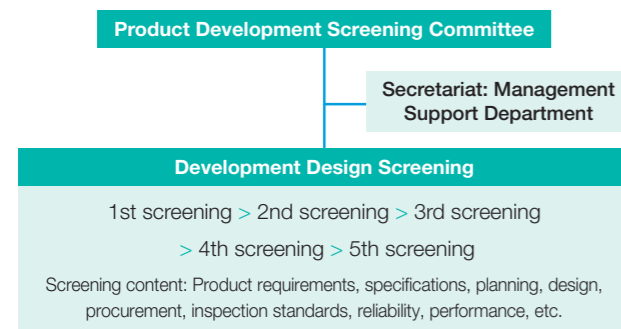 Product Development Screening Committee
Secretariat: Management
Support Department
Development Design Screening
1st screening > 2nd screening > 3rd screening
> 4th screening > 5th screening
Screening content: Product requirements, specifications, planning, design,
procurement, inspection standards, reliability, performance, etc.